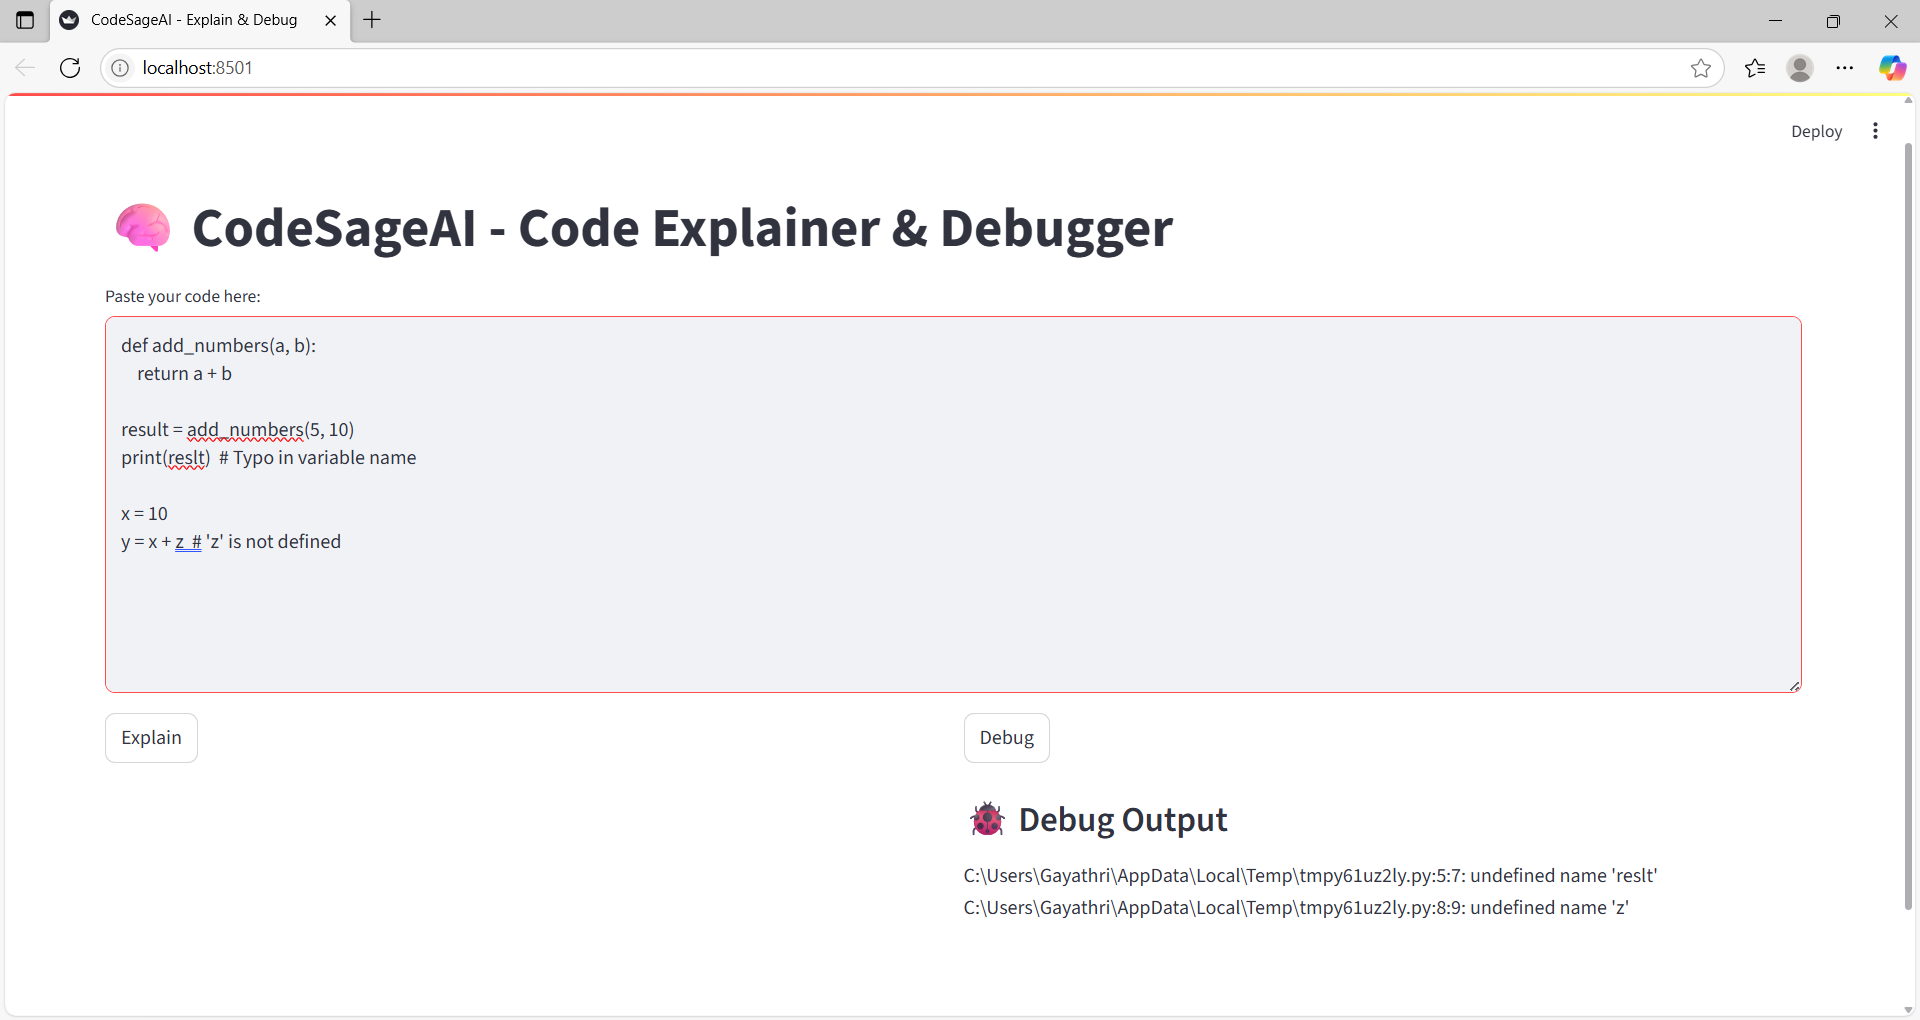 CodeSageAI - Explain & Debug
localhost:8501
Deploy
CodeSageAI - Code Explainer & Debugger
Paste your code here:
def add_numbers(a, b):
    return a + b
result = add_numbers(5, 10)
print(reslt)  # Typo in variable name
x = 10
y = x + z  # 'z' is not defined
Explain
Debug
Debug Output
C:\Users\Gayathri\AppData\Local\Temp\tmpy61uz2ly.py:5:7: undefined name 'reslt'
C:\Users\Gayathri\AppData\Local\Temp\tmpy61uz2ly.py:8:9: undefined name 'z'